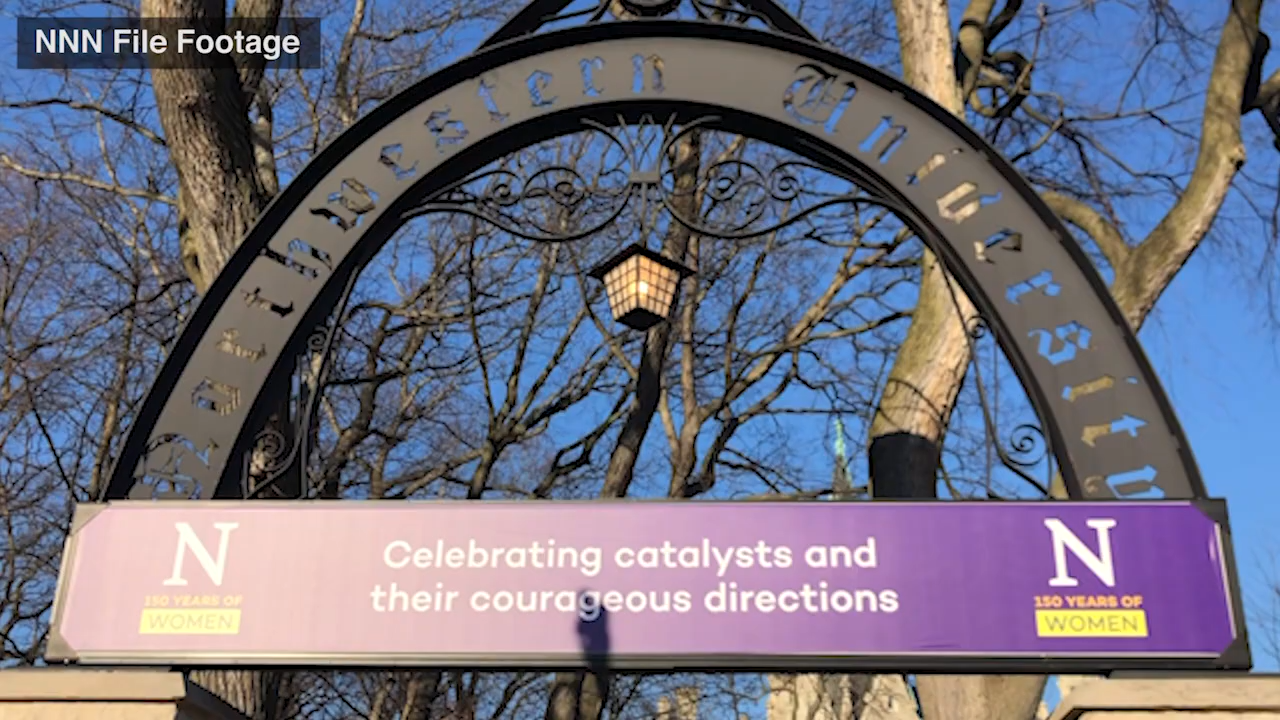 NNN File Footage
Northwestern University
Celebrating catalysts and
their courageous directions
N
150 YEARS OF
WOMEN
N
150 YEARS OF
WOMEN